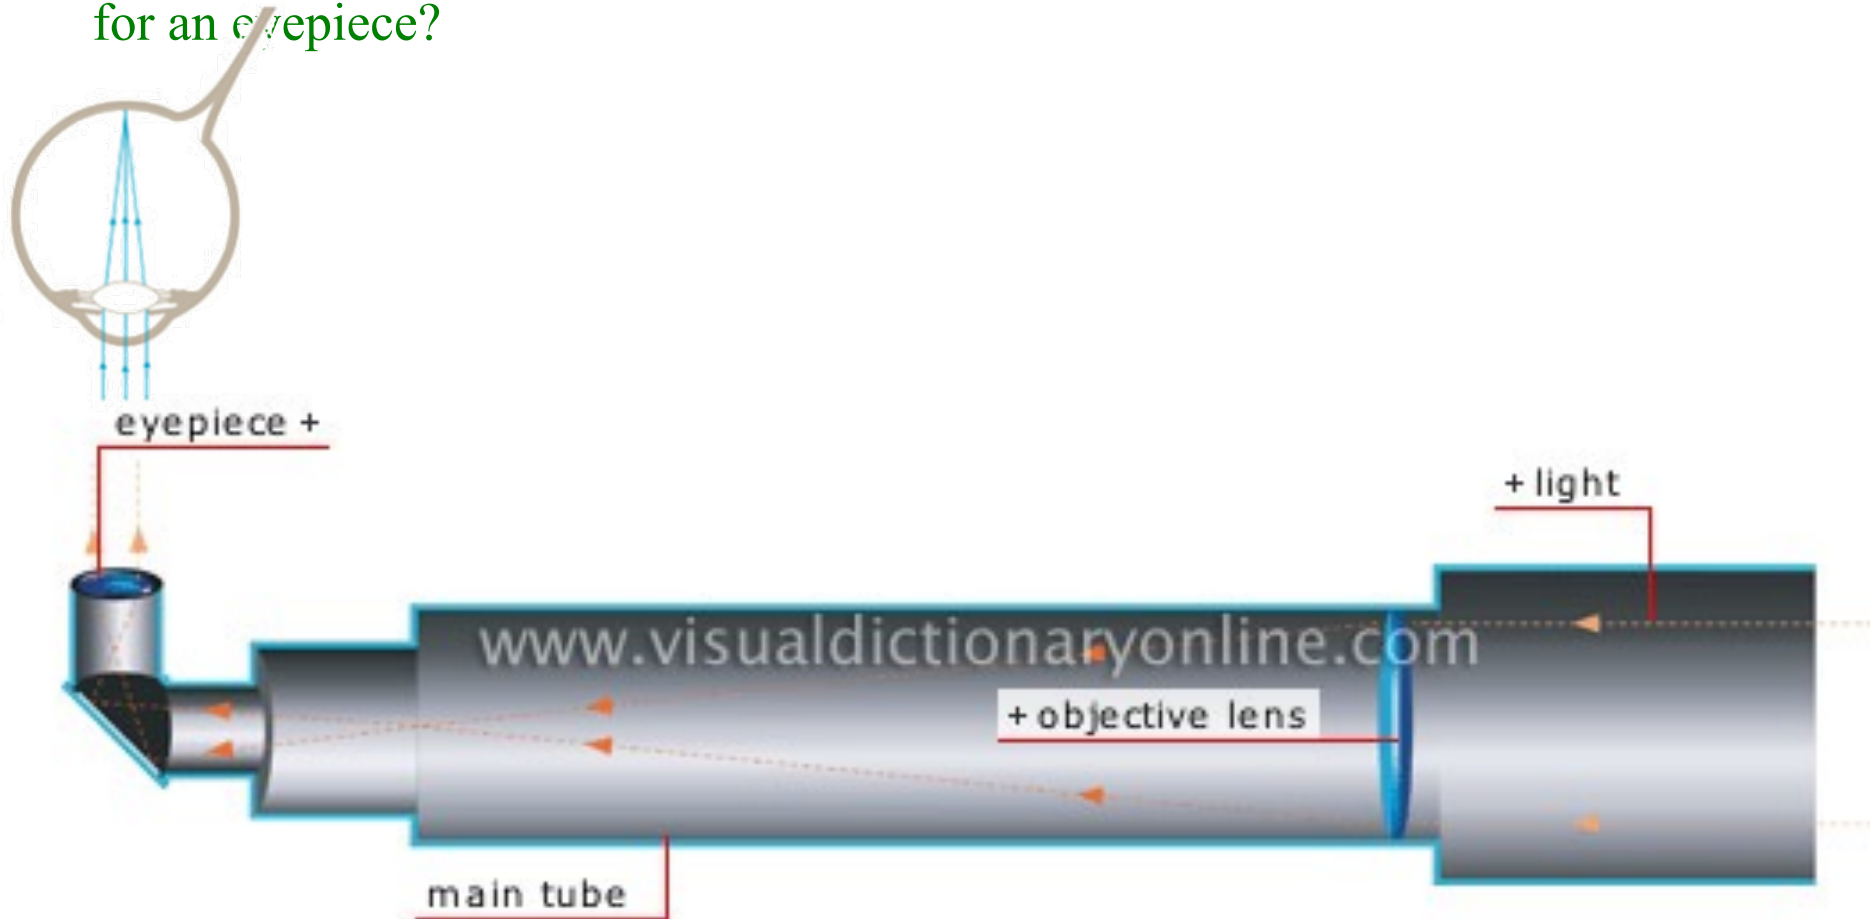 for an eyepiece?
eyepiece +
+ light
www.visualdictionaryonline.com
+ objective lens
main tube